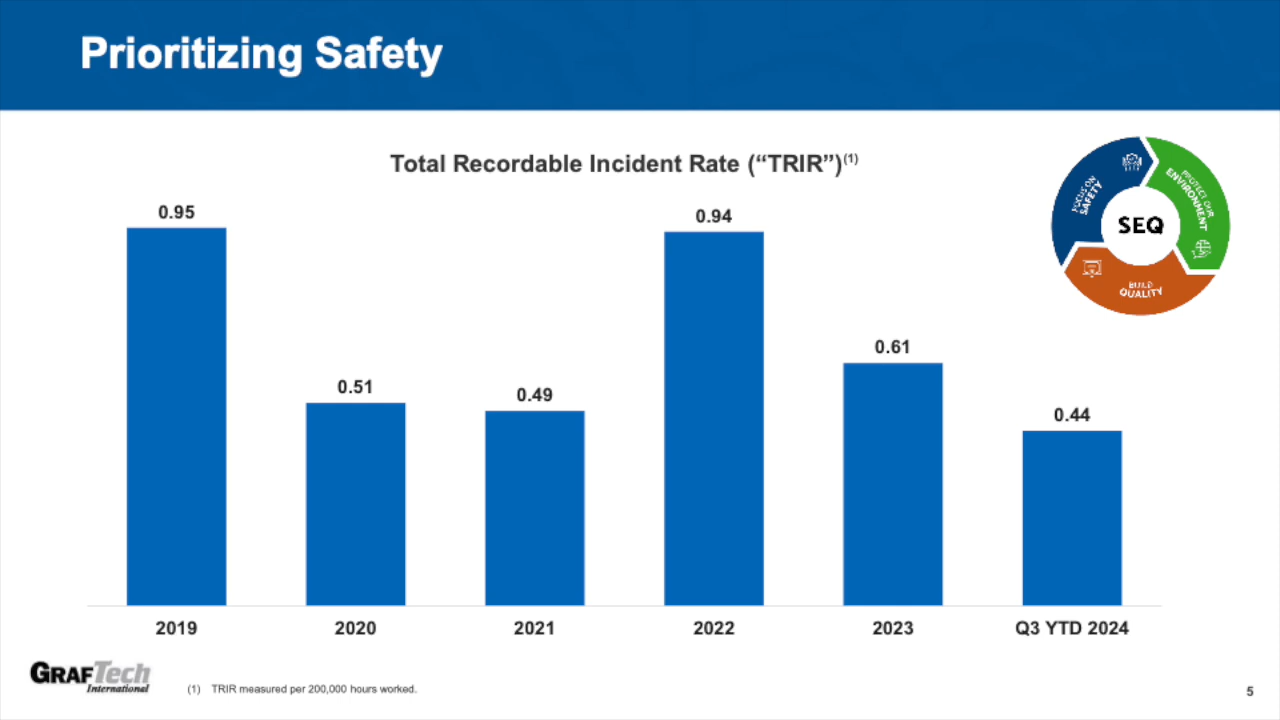 Prioritizing Safety
Total Recordable Incident Rate (“TRIR”)(1)
FOCUS ON
SAFETY
PROTECT OUR
ENVIRONMENT
SEQ
BUILD
QUALITY
0.95
0.51
0.49
0.94
0.61
0.44
2019
2020
2021
2022
2023
Q3 YTD 2024
GRAFTech
International
(1) TRIR measured per 200,000 hours worked.
5